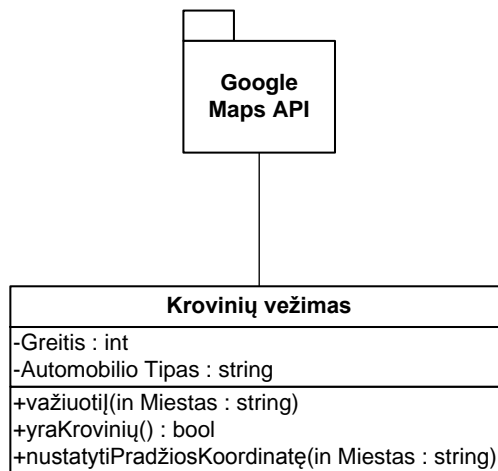 Google
Maps API
Krovinių vežimas
-Greitis : int
-Automobilio Tipas : string
+važiuotiĮ(in Miestas : string)
+yraKrovinių() : bool
+nustatytiPradžiosKoordinatę(in Miestas : string)